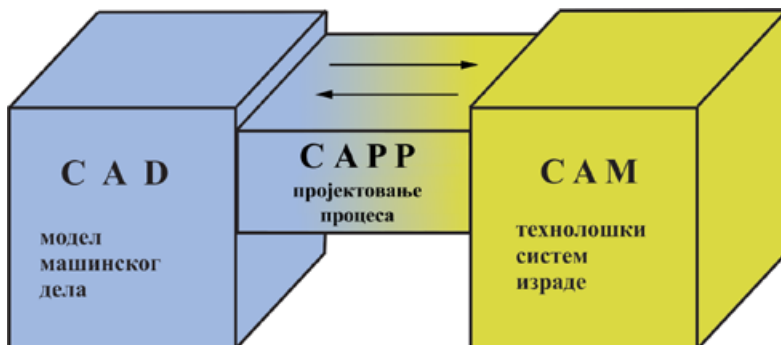 C A D
модел
машинског
дела
C A P P
пројектовање
процеса
C A M
технолошки
систем
израде